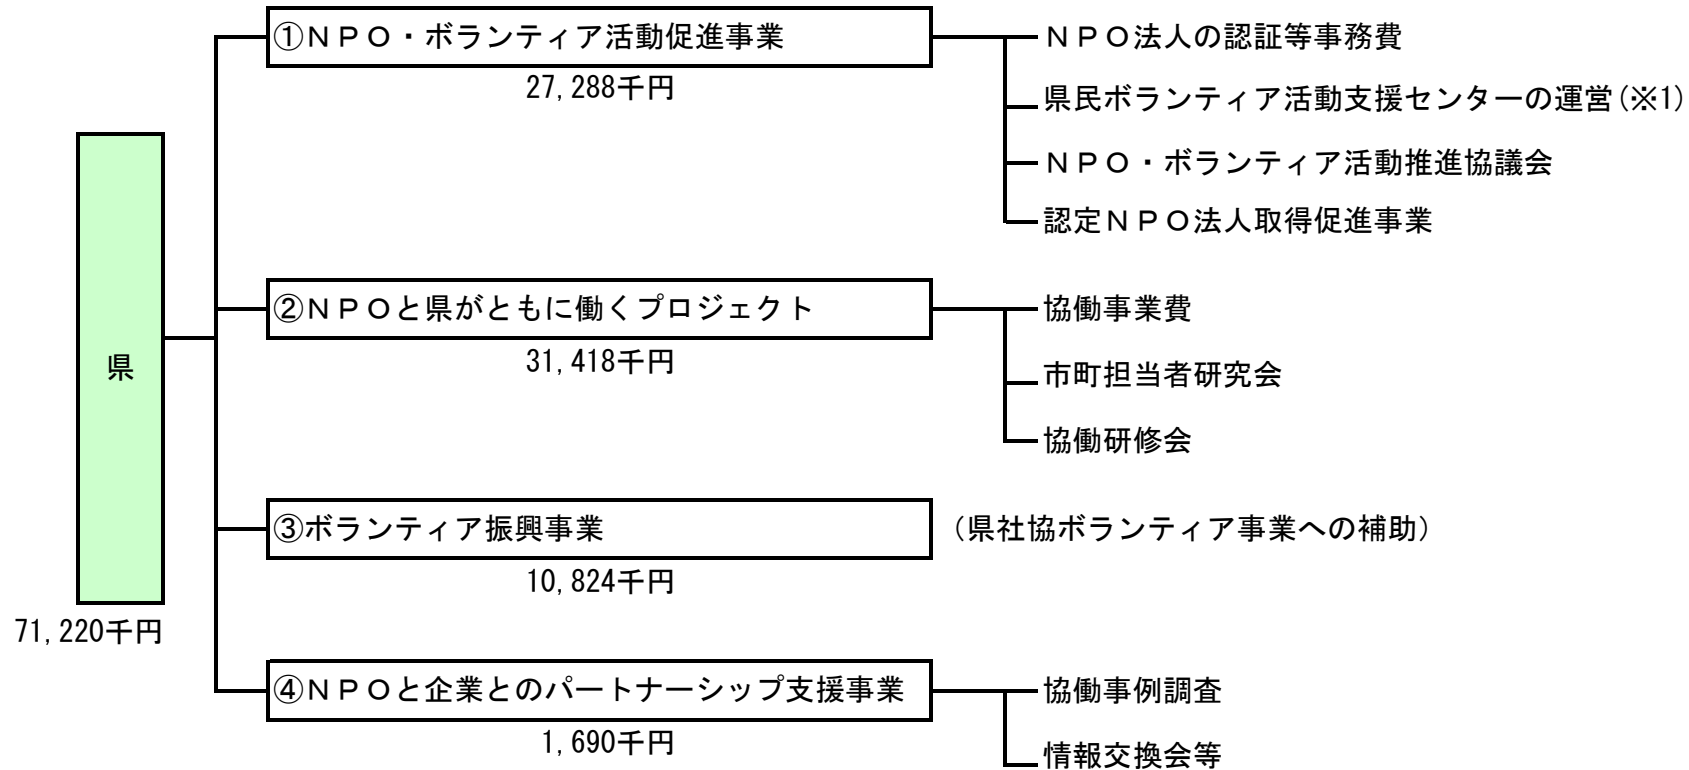 ①ＮＰＯ・ボランティア活動促進事業
27,288千円
ＮＰＯ法人の認証等事務費
県民ボランティア活動支援センターの運営(※1)
ＮＰＯ・ボランティア活動推進協議会
認定ＮＰＯ法人取得促進事業
県
71,220千円
②ＮＰＯと県がともに働くプロジェクト
31,418千円
協働事業費
市町担当者研究会
協働研修会
③ボランティア振興事業
(県社協ボランティア事業への補助)
10,824千円
④ＮＰＯと企業とのパートナーシップ支援事業
1,690千円
協働事例調査
情報交換会等